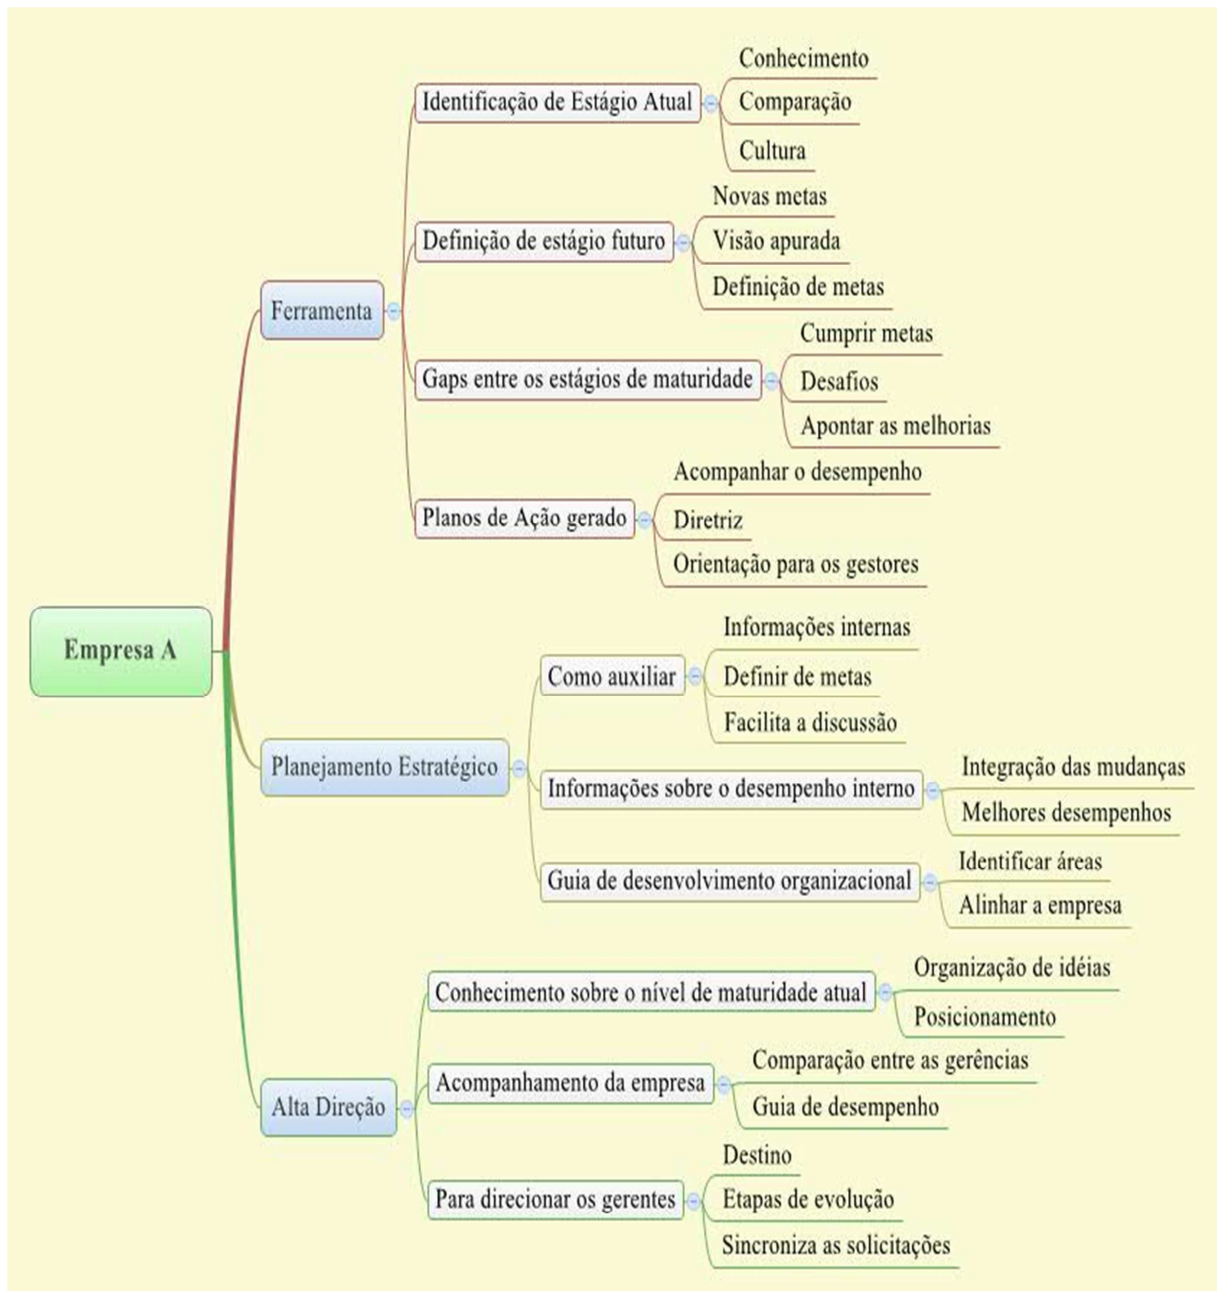 Empresa A
Ferramenta
Identificação de Estágio Atual
Conhecimento
Comparação
Cultura
Definição de estágio futuro
Novas metas
Visão apurada
Definição de metas
Gaps entre os estágios de maturidade
Cumprir metas
Desafios
Apontar as melhorias
Planos de Ação gerado
Acompanhar o desempenho
Diretriz
Orientação para os gestores
Planejamento Estratégico
Como auxiliar
Informações internas
Definir de metas
Facilita a discussão
Informações sobre o desempenho interno
Integração das mudanças
Melhores desempenhos
Guia de desenvolvimento organizacional
Identificar áreas
Alinhar a empresa
Alta Direção
Conhecimento sobre o nível de maturidade atual
Organização de idéias
Posicionamento
Acompanhamento da empresa
Comparação entre as gerências
Guia de desempenho
Para direcionar os gerentes
Destino
Etapas de evolução
Sincroniza as solicitações